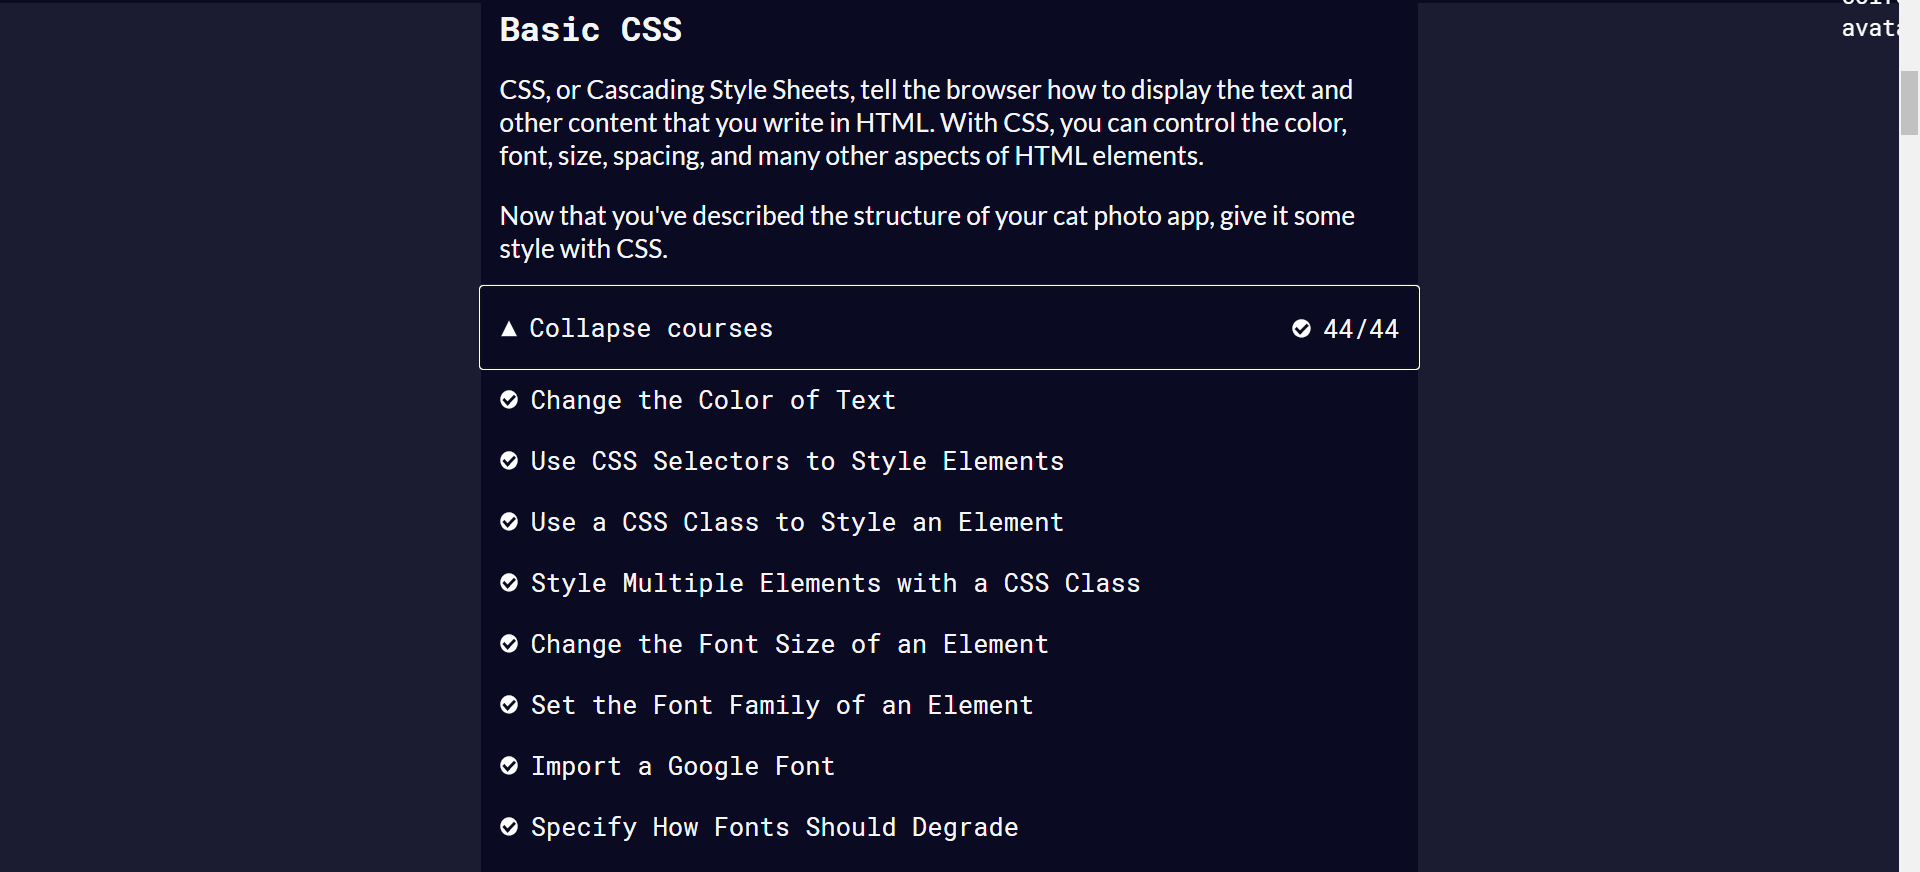 Basic CSS
CSS, or Cascading Style Sheets, tell the browser how to display the text and
other content that you write in HTML. With CSS, you can control the color,
font, size, spacing, and many other aspects of HTML elements.
Now that you've described the structure of your cat photo app, give it some
style with CSS.
Collapse courses 44/44
Change the Color of Text
Use CSS Selectors to Style Elements
Use a CSS Class to Style an Element
Style Multiple Elements with a CSS Class
Change the Font Size of an Element
Set the Font Family of an Element
Import a Google Font
Specify How Fonts Should Degrade